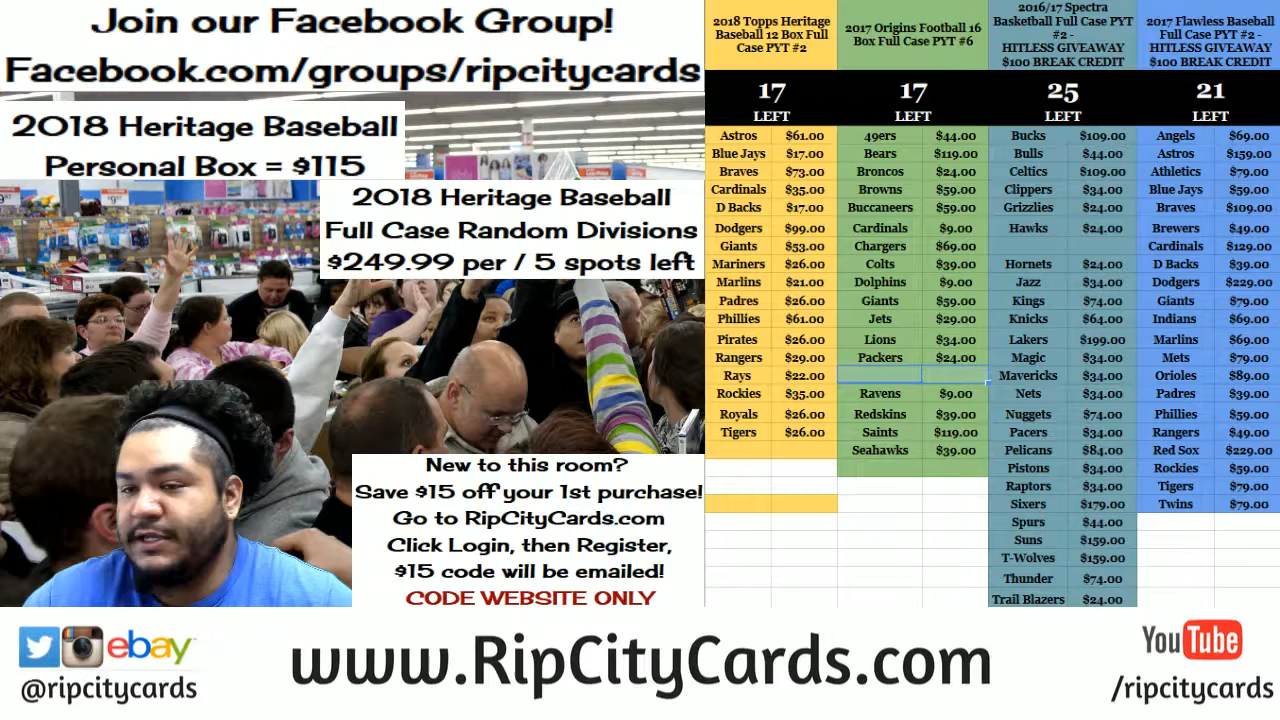 Join our Facebook Group!
Facebook.com/groups/ripcitycards
2018 Heritage Baseball
Personal Box = $115
2018 Heritage Baseball
Full Case Random Divisions
$249.99 per / 5 spots left
New to this room?
Save $15 off your 1st purchase!
Go to RipCityCards.com
Click Login, then Register,
$15 code will be emailed!
CODE WEBSITE ONLY
2018 Topps Heritage
Baseball 12 Box Full
Case PYT #2
17
LEFT
Astros $61.00
Blue Jays $17.00
Braves $73.00
Cardinals $35.00
D Backs $17.00
Dodgers $99.00
Giants $53.00
Mariners $26.00
Marlins $21.00
Padres $26.00
Phillies $61.00
Pirates $26.00
Rangers $29.00
Rays $22.00
Rockies $35.00
Royals $26.00
Tigers $26.00
2017 Origins Football 16
Box Full Case PYT #6
17
LEFT
49ers $44.00
Bears $119.00
Broncos $24.00
Browns $59.00
Buccaneers $59.00
Cardinals $9.00
Chargers $69.00
Colts $39.00
Dolphins $9.00
Giants $59.00
Jets $29.00
Lions $34.00
Packers $24.00
Ravens $9.00
Redskins $39.00
Saints $119.00
Seahawks $39.00
2016/17 Spectra
Basketball Full Case PYT
#2 -
HITLESS GIVEAWAY
$100 BREAK CREDIT
25
LEFT
Bucks $109.00
Bulls $44.00
Celtics $109.00
Clippers $34.00
Grizzlies $24.00
Hawks $24.00
Hornets $24.00
Jazz $34.00
Kings $74.00
Knicks $64.00
Lakers $199.00
Magic $34.00
Mavericks $34.00
Nets $34.00
Nuggets $74.00
Pacers $34.00
Pelicans $84.00
Pistons $34.00
Raptors $34.00
Sixers $179.00
Spurs $44.00
Suns $159.00
T-Wolves $159.00
Thunder $74.00
Trail Blazers $24.00
2017 Flawless Baseball
Full Case PYT #2 -
HITLESS GIVEAWAY
$100 BREAK CREDIT
21
LEFT
Angels $69.00
Astros $159.00
Athletics $79.00
Blue Jays $59.00
Braves $109.00
Brewers $49.00
Cardinals $129.00
D Backs $39.00
Dodgers $229.00
Giants $79.00
Indians $69.00
Marlins $69.00
Mets $79.00
Orioles $89.00
Padres $39.00
Phillies $59.00
Rangers $49.00
Red Sox $229.00
Rockies $59.00
Tigers $79.00
Twins $79.00
ebay
@ripcitycards
www.RipCityCards.com
YouTube
/ripcitycards